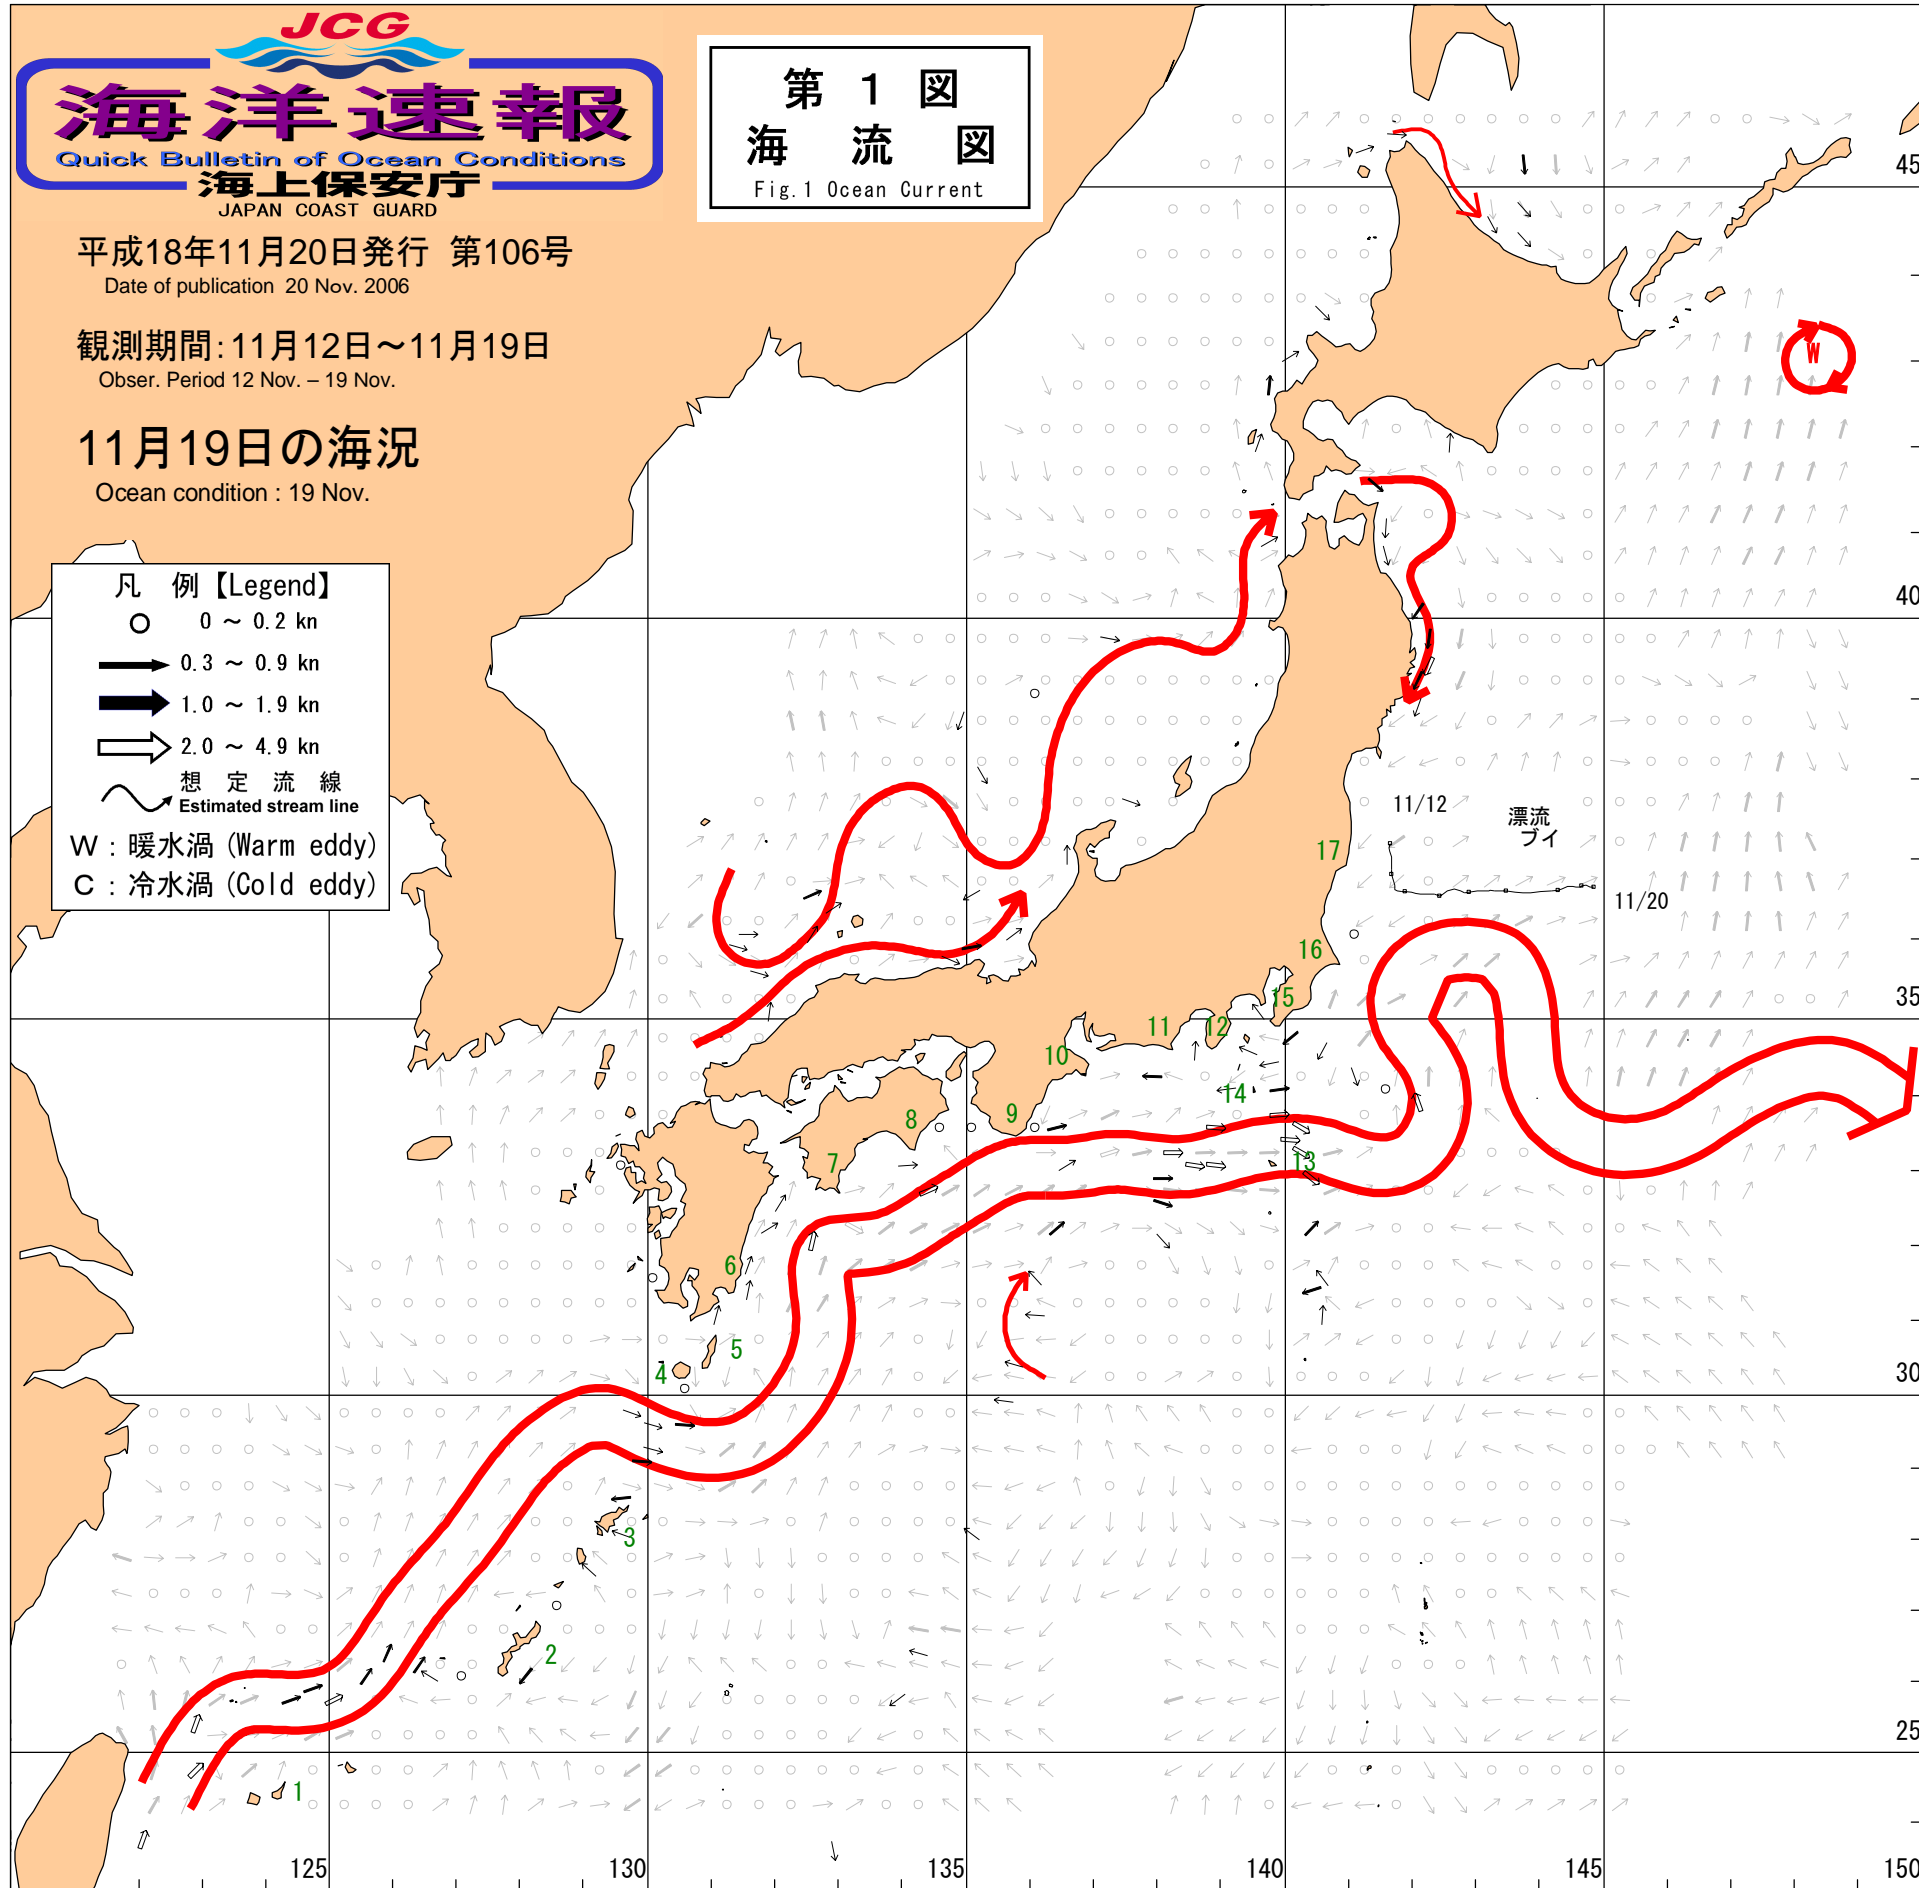 JCG
海洋速報
Quick Bulletin of Ocean Conditions
海上保安庁
JAPAN COAST GUARD
平成18年11月20日発行 第106号
Date of publication 20 Nov. 2006
観測期間:11月12日～11月19日
Obser. Period 12 Nov. – 19 Nov.
11月19日の海況
Ocean condition : 19 Nov.
第 1 図
海 流 図
Fig.1 Ocean Current
凡 例【Legend】
0 ～ 0.2 kn
0.3 ～ 0.9 kn
1.0 ～ 1.9 kn
2.0 ～ 4.9 kn
想 定 流 線
Estimated stream line
W : 暖水渦 (Warm eddy)
C : 冷水渦 (Cold eddy)
45
W
40
11/12
漂流
ブイ
17
11/20
16
35
15
11
12
10
14
9
8
7
13
6
5
4
30
3
2
25
1
125
130
135
140
145
150